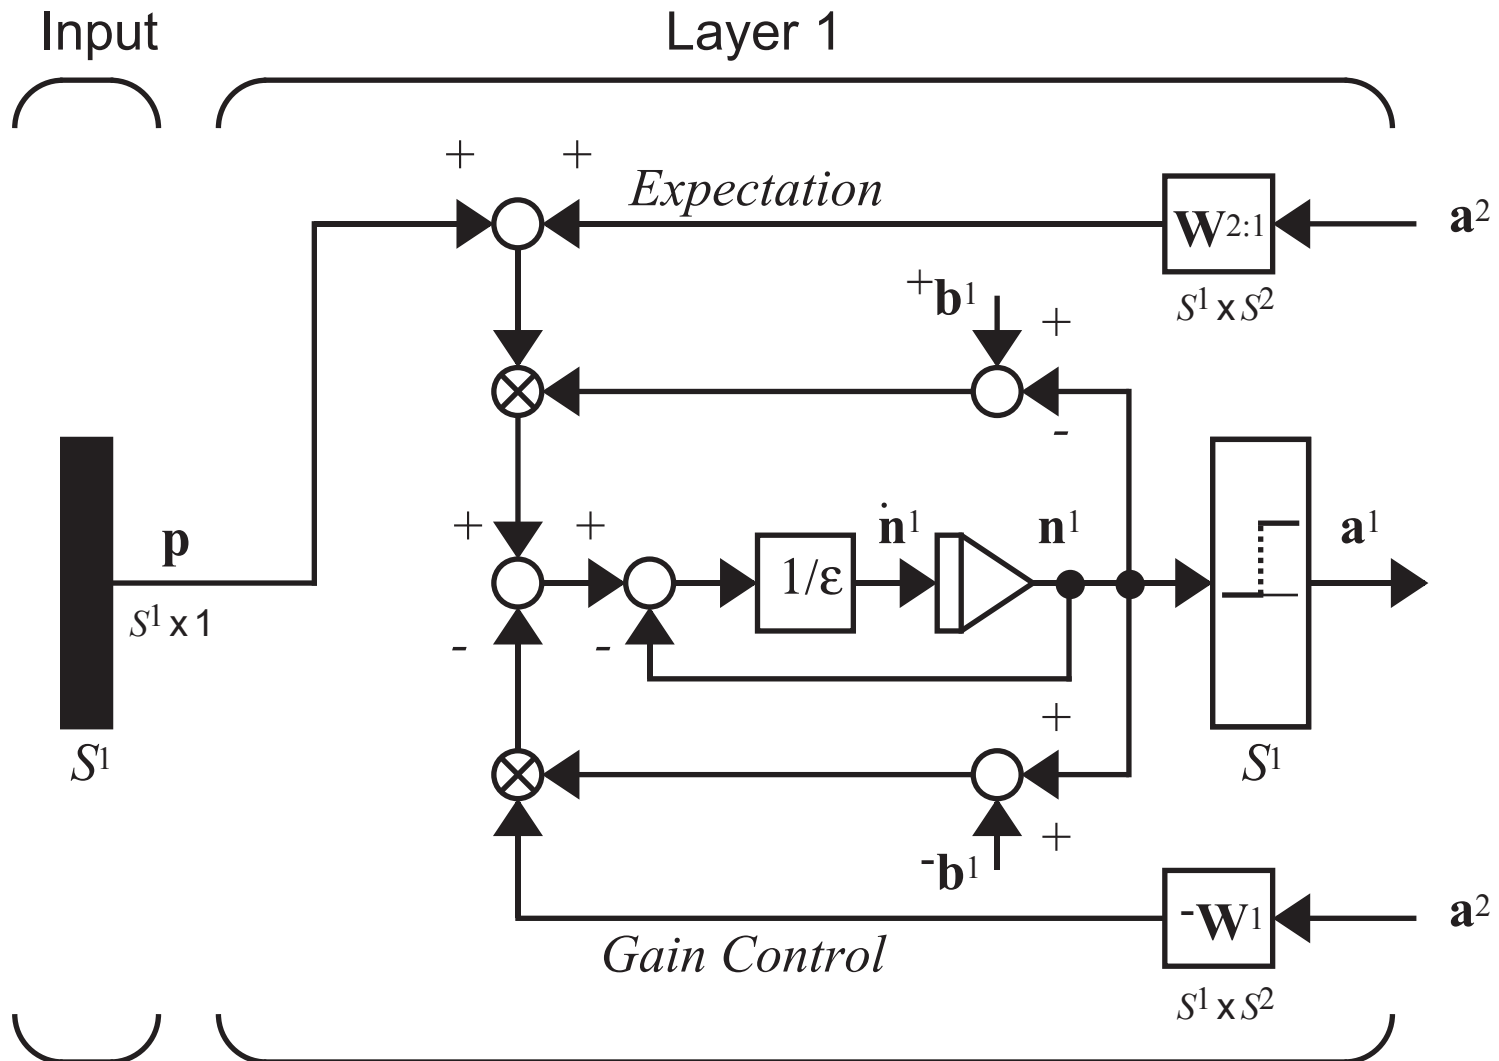 Input
Layer 1
+ +
Expectation
W2:1
a2
S1 x S2
+b1
+
-
p
S1 x 1
+
+
ṅ1
n1
a1
1/ε
-
-
S1
S1
+
+
-b1
Gain Control
-W1
a2
S1 x S2